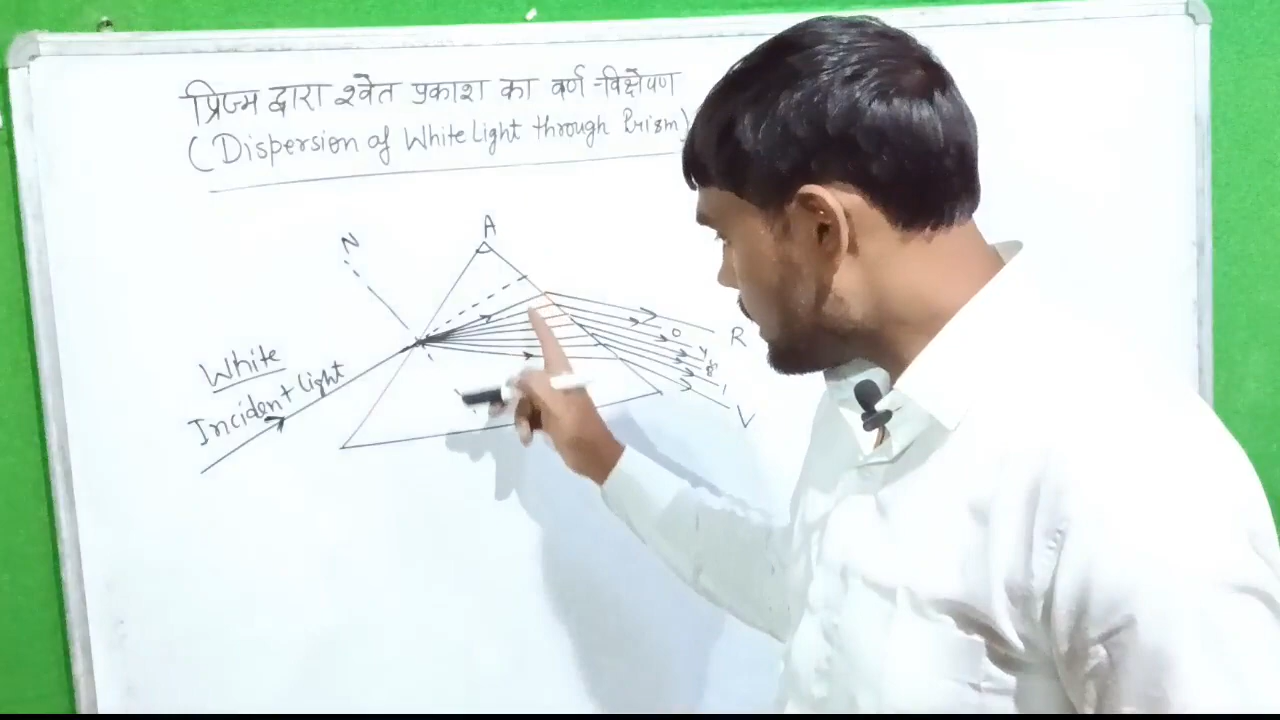 प्रिज्म द्वारा श्वेत प्रकाश का वर्ण-विक्षेपण
(Dispersion of White Light through Prism)
N
A
White
Incident Light
R
O
Y
B
I
V